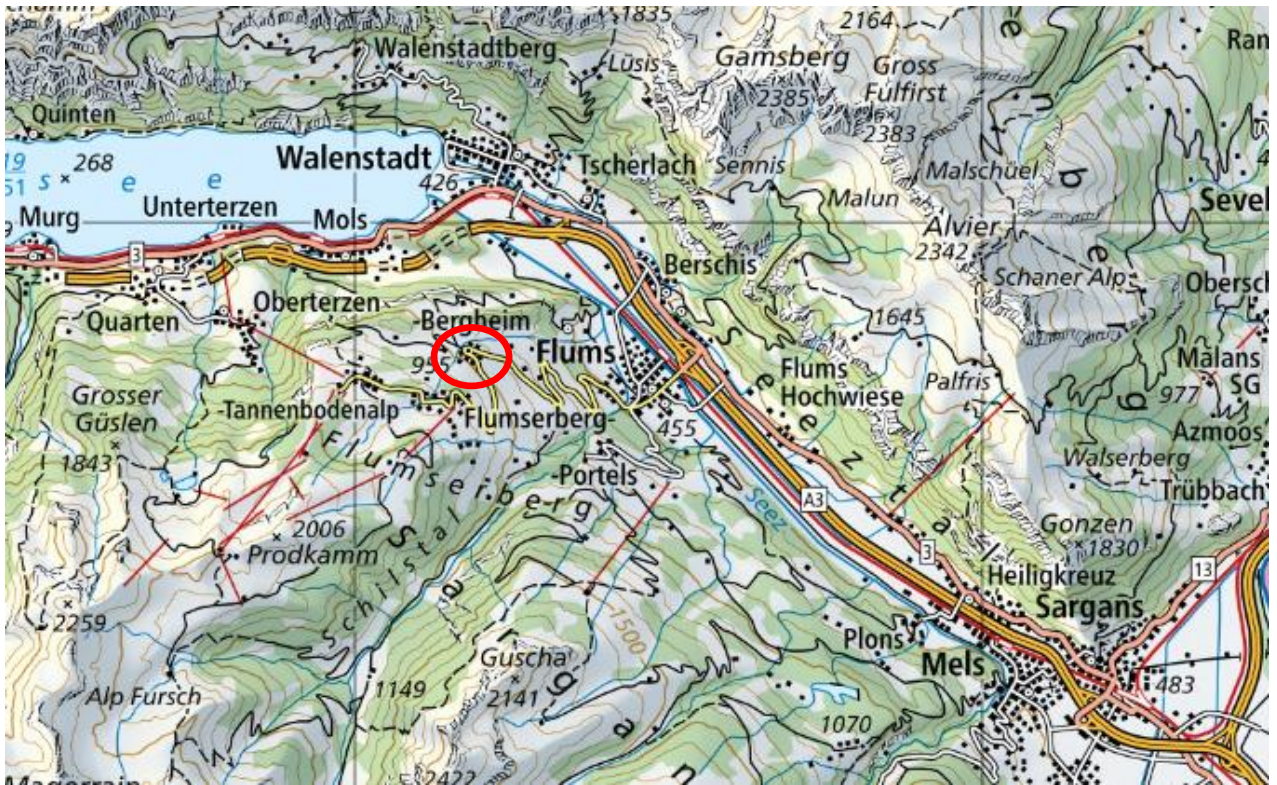 1835
2164
Walenstadtberg
Lüsis
Gamsberg
2385
Gross
Fulfirst
2383
Quinten
Walenstadt
Tscherlach
Sennis
Malschüel
268
s e e
426
Malun
Murg
Unterterzen
Mols
3
Alvier
2342
Berschis
Schaner Alp
Oberterzen
-Bergheim
Quarten
1645
Flums
Flums
Hochwiese
Palfris
Malans
SG
977
Grosser
Güslen
1843
-Tannenbodenalp
Flumserberg-
455
Azmoos
Walserberg
-Portels
Trübbach
Flumserberg
A3
Seez
Seeztal
Gonzen
1830
2006
Prodkamm
Schilstal
3
13
Heiligkreuz
Sargans
2259
1500
Plons
Mels
Guscha
2141
Alp Fursch
1149
483
1070
2422